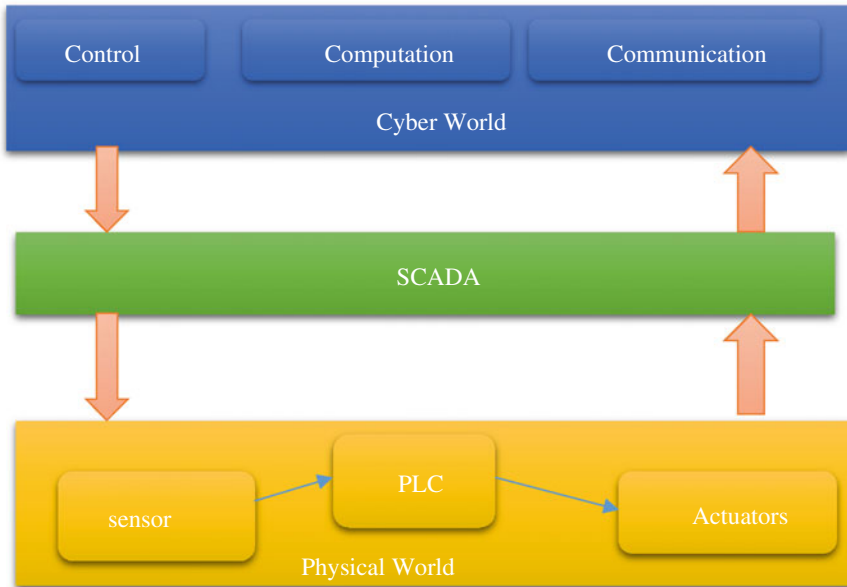 Control
Computation
Communication
Cyber World
SCADA
PLC
sensor
Actuators
Physical World